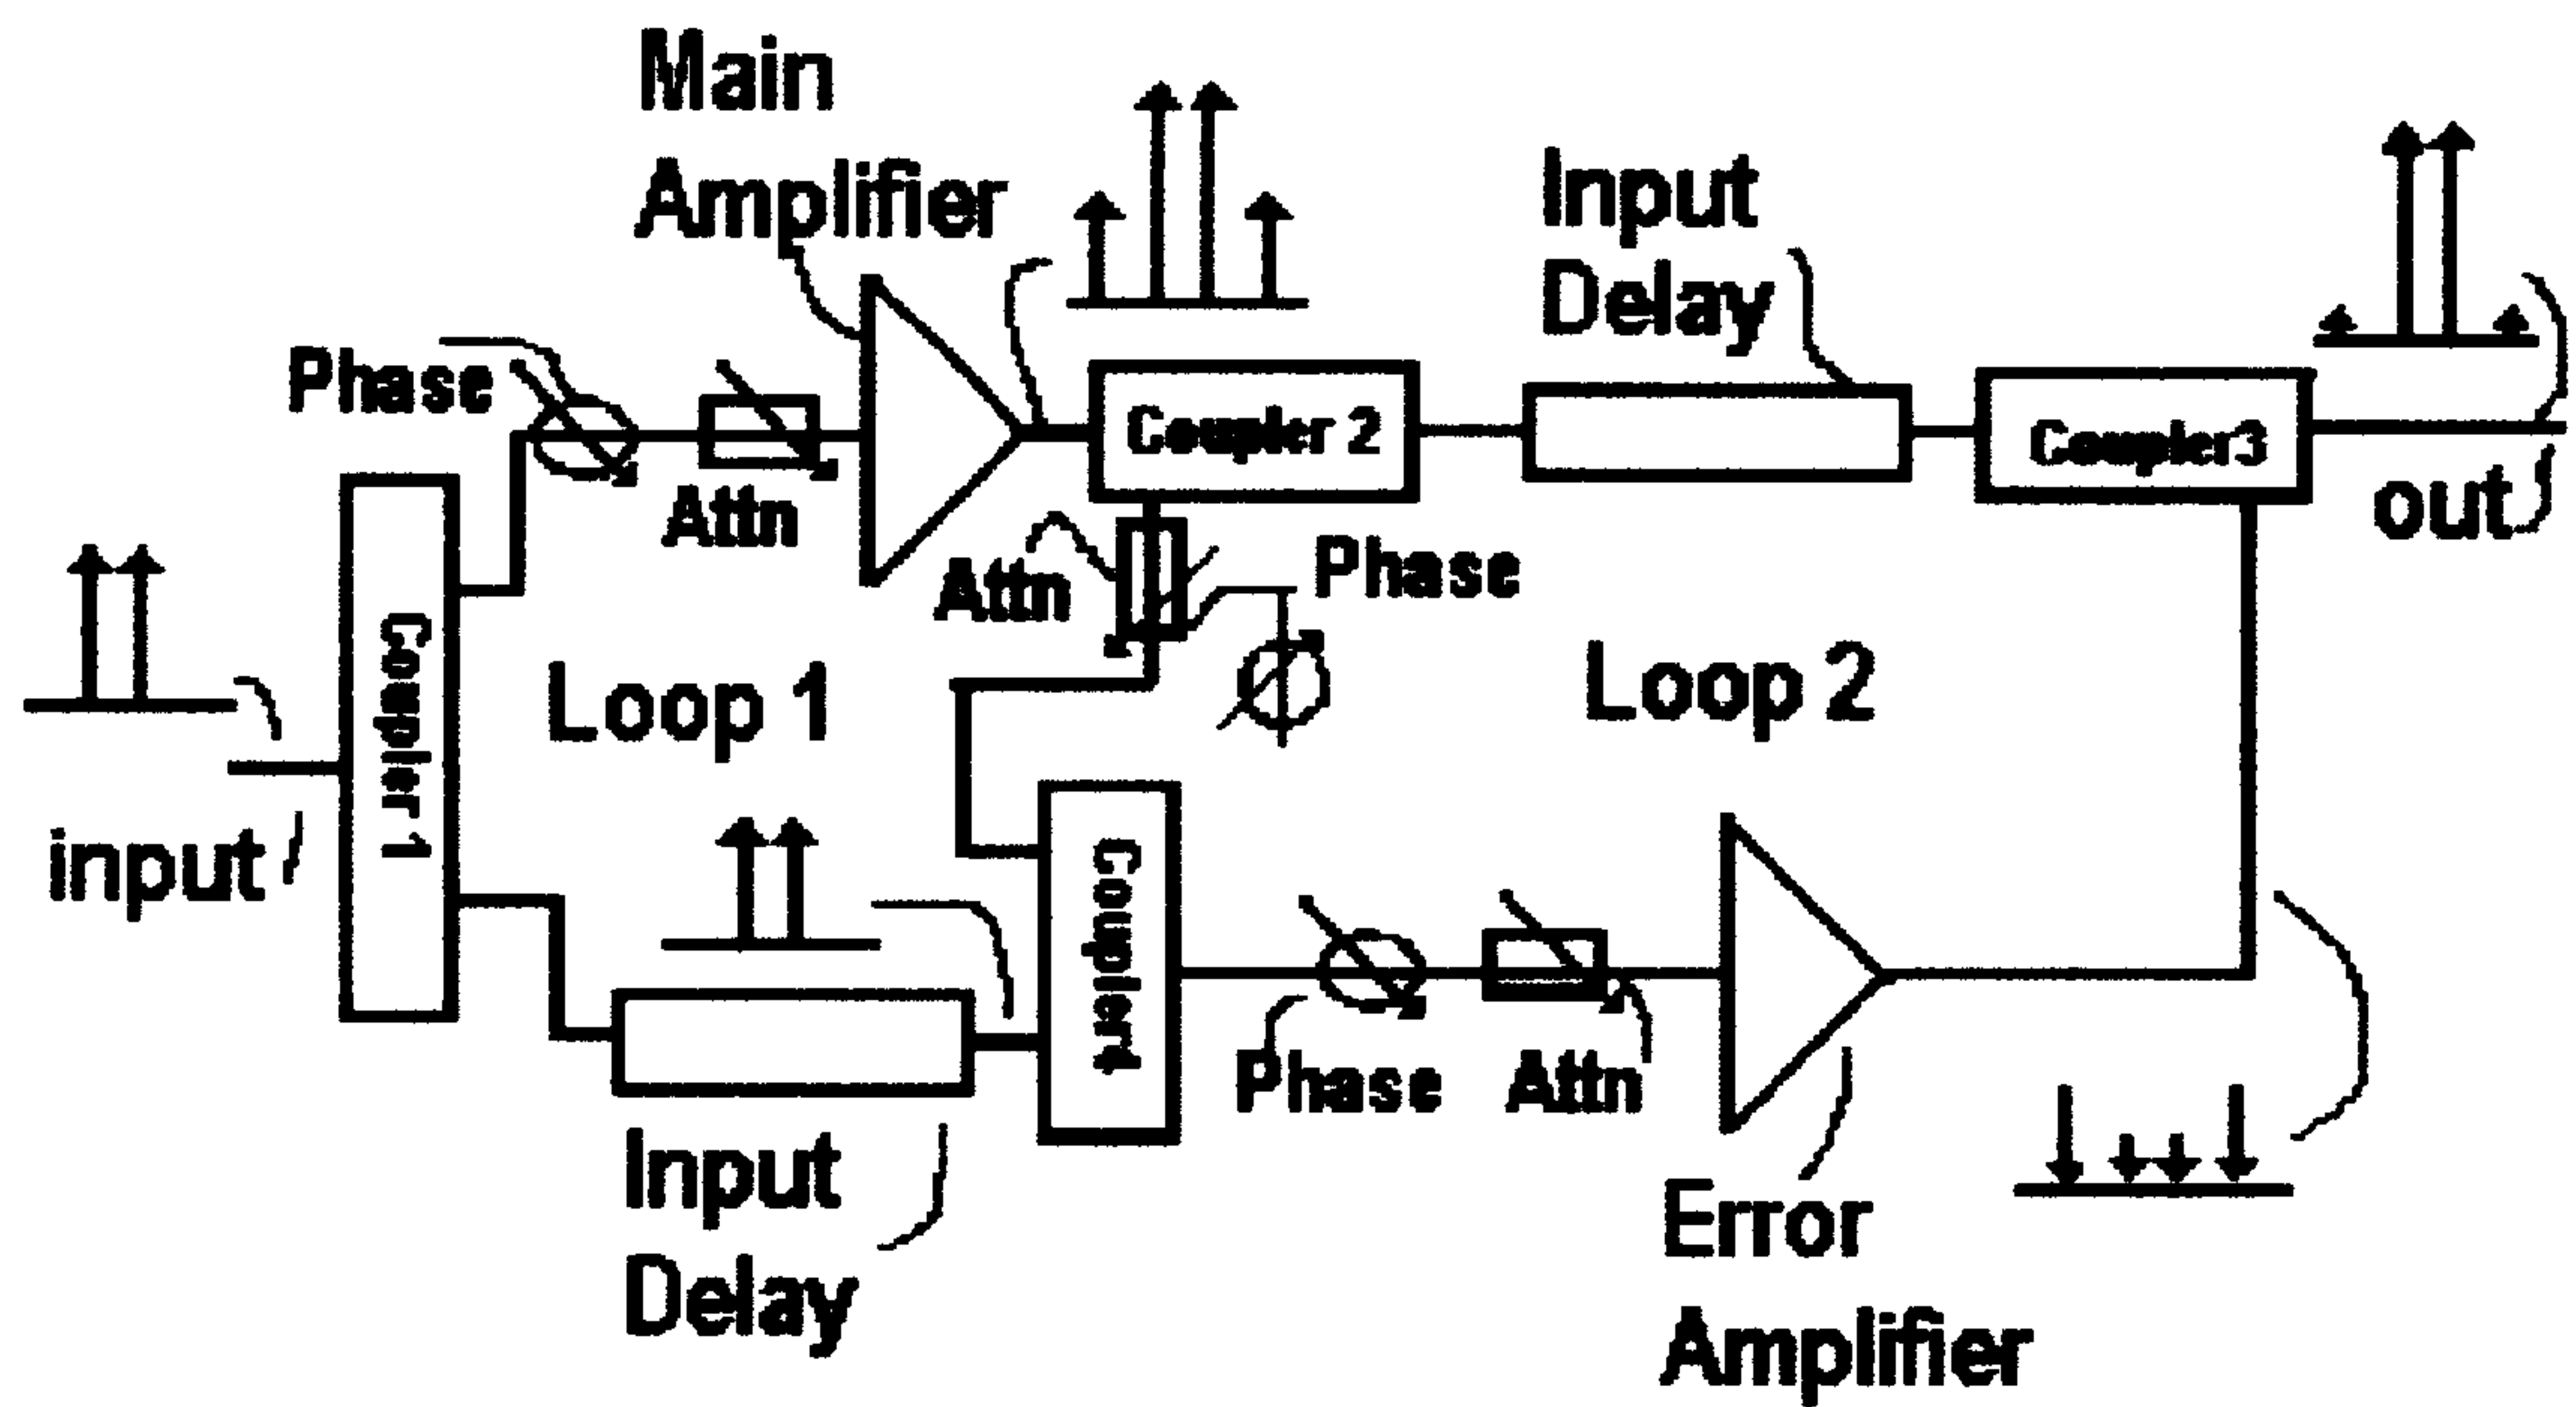 Main
Amplifier
Input
Delay
Phase
Attn
Coupler 2
Coupler3
out
Attn
Phase
Loop 1
Loop 2
input
Coupler 1
Coupler4
Input
Delay
Phase
Attn
Error
Amplifier